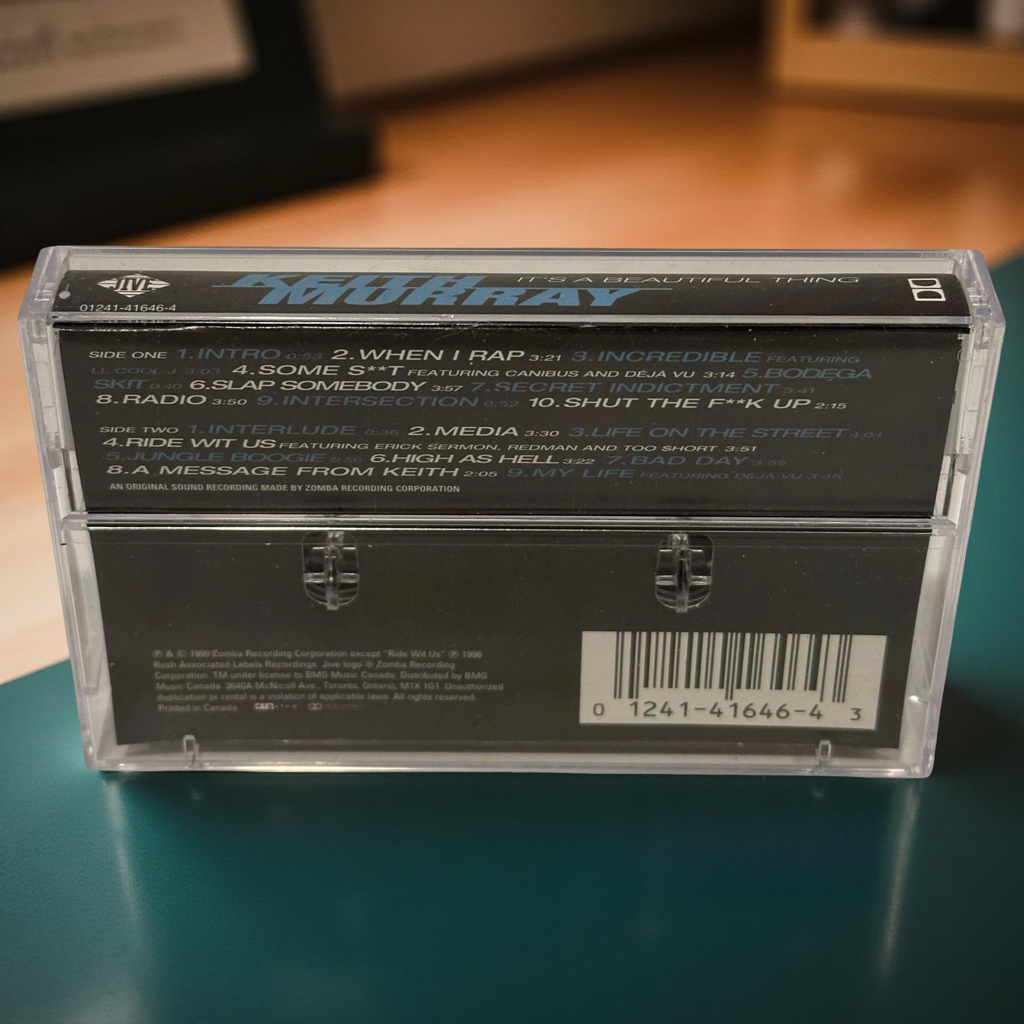 JIVE
KEITH MURRAY IT'S A BEAUTIFUL THING
01241-41646-4
SIDE ONE 1.INTRO 0:53 2.WHEN I RAP 3:21 3.INCREDIBLE FEATURING
LL COOL J 3:03 4.SOME S**T FEATURING CANIBUS AND DÉJÀ VU 3:14 5.BODEGA
SKIT 0:40 6.SLAP SOMEBODY 3:57 7.SECRET INDICTMENT 3:41
8.RADIO 3:50 9.INTERSECTION 0:52 10.SHUT THE F**K UP 2:15
SIDE TWO 1.INTERLUDE 0:36 2.MEDIA 3:30 3.LIFE ON THE STREET 4:04
4.RIDE WIT US FEATURING ERICK SERMON, REDMAN AND TOO SHORT 3:51
5.JUNGLE BOOGIE 6.HIGH AS HELL 3:22 7.BAD DAY 3:55
8.A MESSAGE FROM KEITH 2:05 9.MY LIFE FEATURING DEJA VU 3:45
AN ORIGINAL SOUND RECORDING MADE BY ZOMBA RECORDING CORPORATION
℗ & © 1999 Zomba Recording Corporation except "Ride Wit Us" ℗ 1998
Rush Associated Labels Recordings. Jive logo ® Zomba Recording
Corporation. TM under license to BMG Music Canada. Distributed by BMG
Music Canada. 3640A McNicoll Ave., Toronto, Ontario, M1X 1G1. Unauthorized
duplication or rental is a violation of applicable laws. All rights reserved.
Printed in Canada.
0 1241-41646-4 3